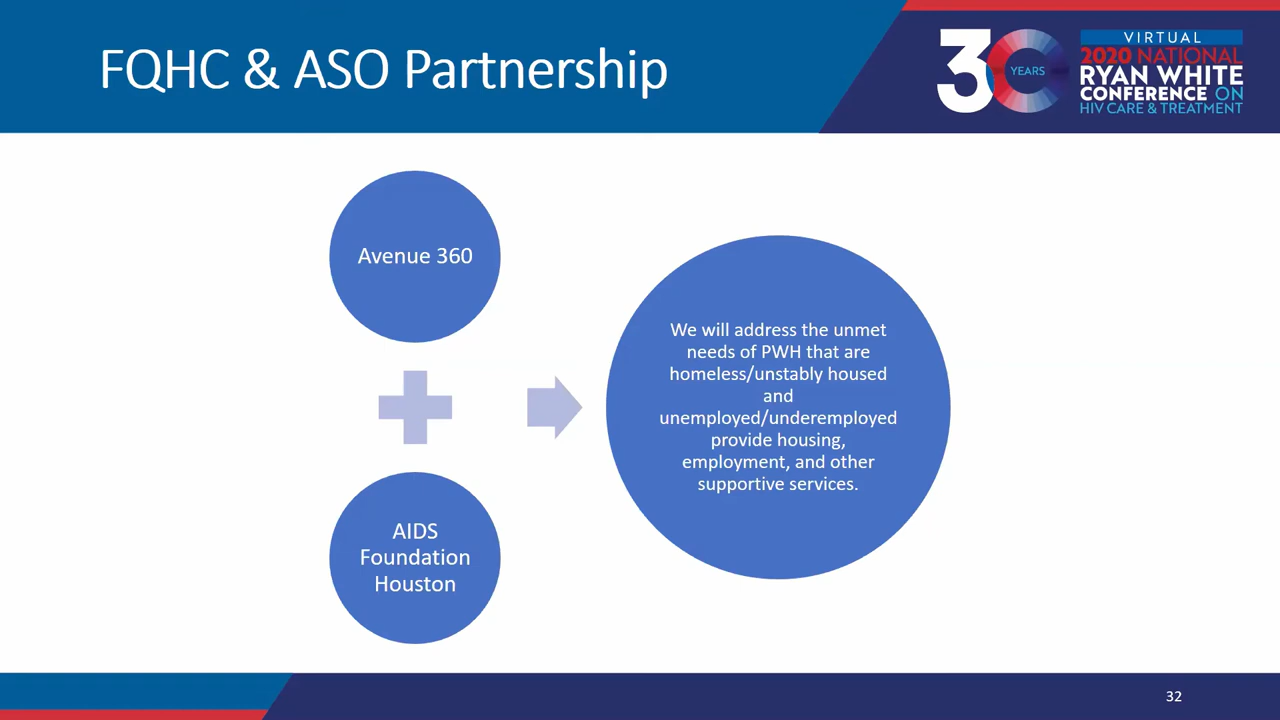 FQHC & ASO Partnership
30
YEARS
VIRTUAL
2020 NATIONAL
RYAN WHITE
CONFERENCE ON
HIV CARE & TREATMENT
Avenue 360
AIDS
Foundation
Houston
We will address the unmet
needs of PWH that are
homeless/unstably housed
and
unemployed/underemployed
provide housing,
employment, and other
supportive services.
32